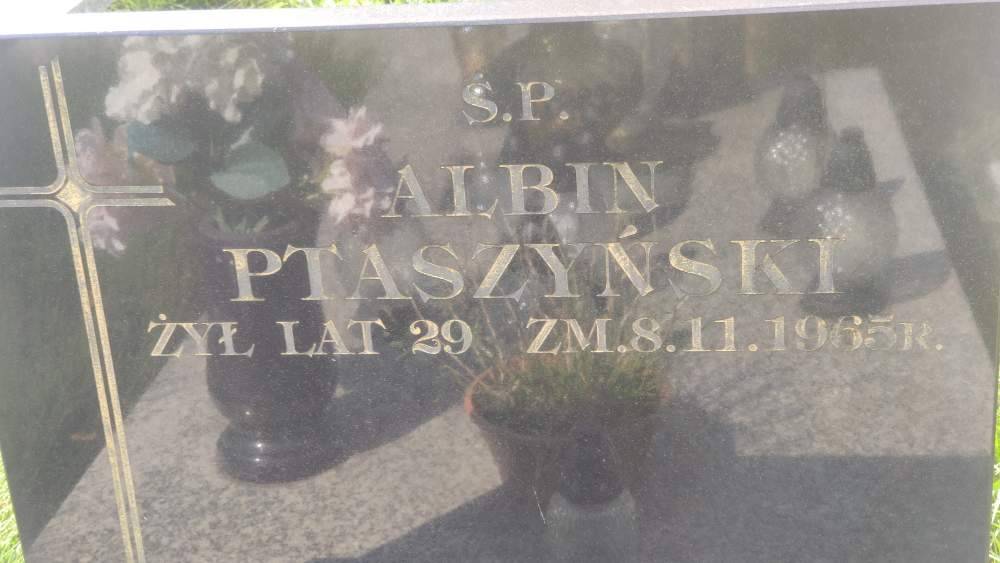 Ś.P.
ALBIN
PTASZYŃSKI
ŻYŁ LAT 29 ZM.8.11.1965R.